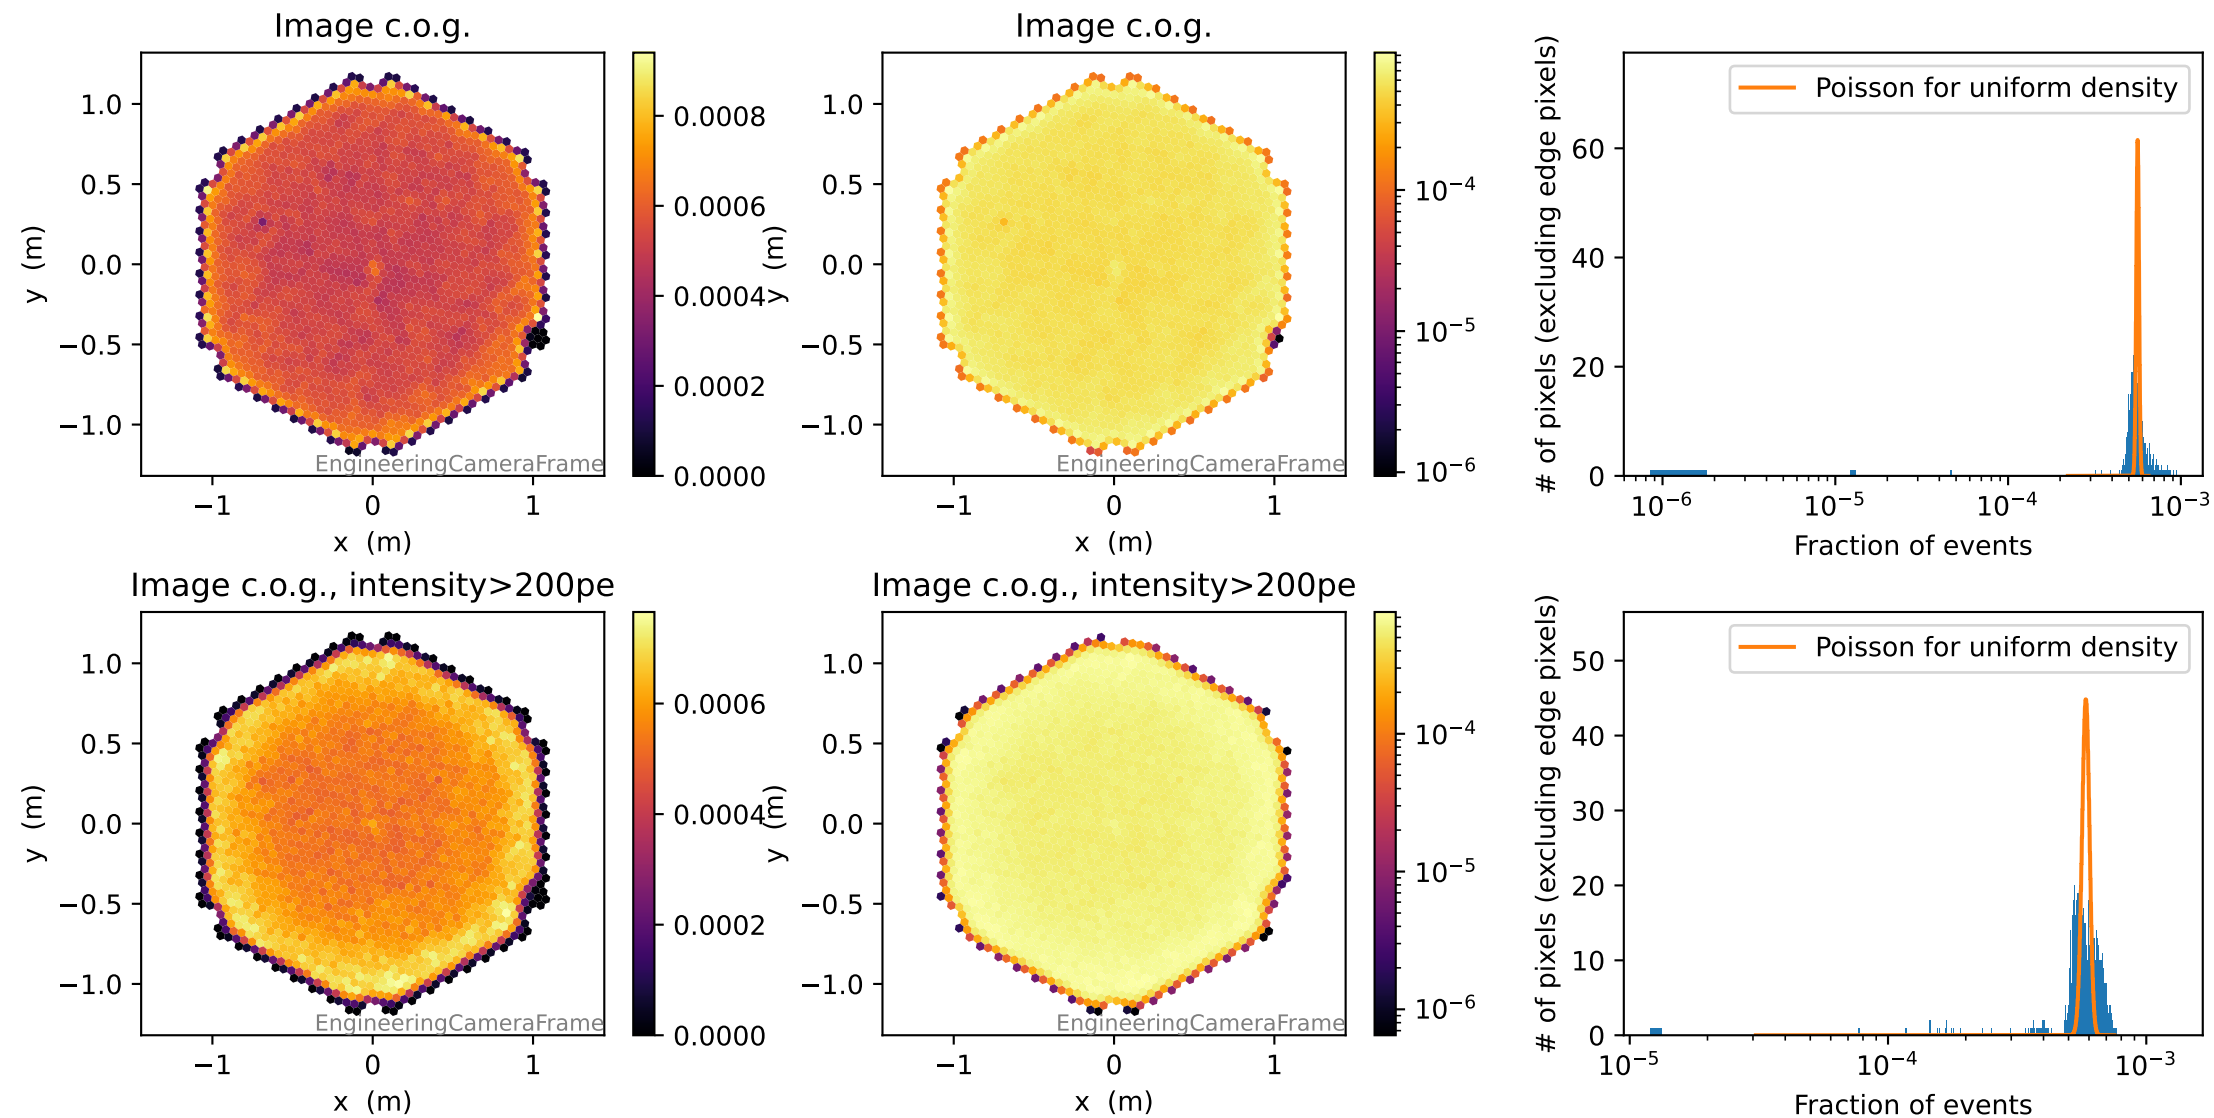 Image c.o.g.
y (m)
1.0
0.5
0.0
−0.5
−1.0
−1
0
1
x (m)
EngineeringCameraFrame
0.0008
0.0006
0.0004
0.0002
0.0000
Image c.o.g.
y (m)
1.0
0.5
0.0
−0.5
−1.0
−1
0
1
x (m)
EngineeringCameraFrame
10⁻⁴
10⁻⁵
10⁻⁶
# of pixels (excluding edge pixels)
60
40
20
0
Poisson for uniform density
10⁻⁶
10⁻⁵
10⁻⁴
10⁻³
Fraction of events
Image c.o.g., intensity>200pe
y (m)
1.0
0.5
0.0
−0.5
−1.0
−1
0
1
x (m)
EngineeringCameraFrame
0.0006
0.0004
0.0002
0.0000
Image c.o.g., intensity>200pe
y (m)
1.0
0.5
0.0
−0.5
−1.0
−1
0
1
x (m)
EngineeringCameraFrame
10⁻⁴
10⁻⁵
10⁻⁶
# of pixels (excluding edge pixels)
50
40
30
20
10
0
Poisson for uniform density
10⁻⁵
10⁻⁴
10⁻³
Fraction of events